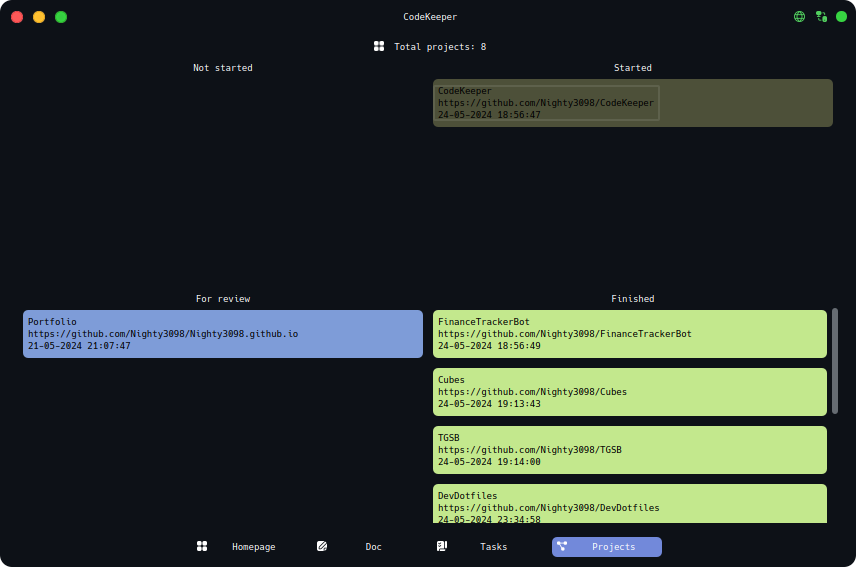 CodeKeeper
Total projects: 8
Not started
Started
CodeKeeper
https://github.com/Nighty3098/CodeKeeper
24-05-2024 18:56:47
For review
Finished
Portfolio
https://github.com/Nighty3098/Nighty3098.github.io
21-05-2024 21:07:47
FinanceTrackerBot
https://github.com/Nighty3098/FinanceTrackerBot
24-05-2024 18:56:49
Cubes
https://github.com/Nighty3098/Cubes
24-05-2024 19:13:43
TGSB
https://github.com/Nighty3098/TGSB
24-05-2024 19:14:00
DevDotfiles
https://github.com/Nighty3098/DevDotfiles
24-05-2024 23:34:58
Homepage
Doc
Tasks
Projects